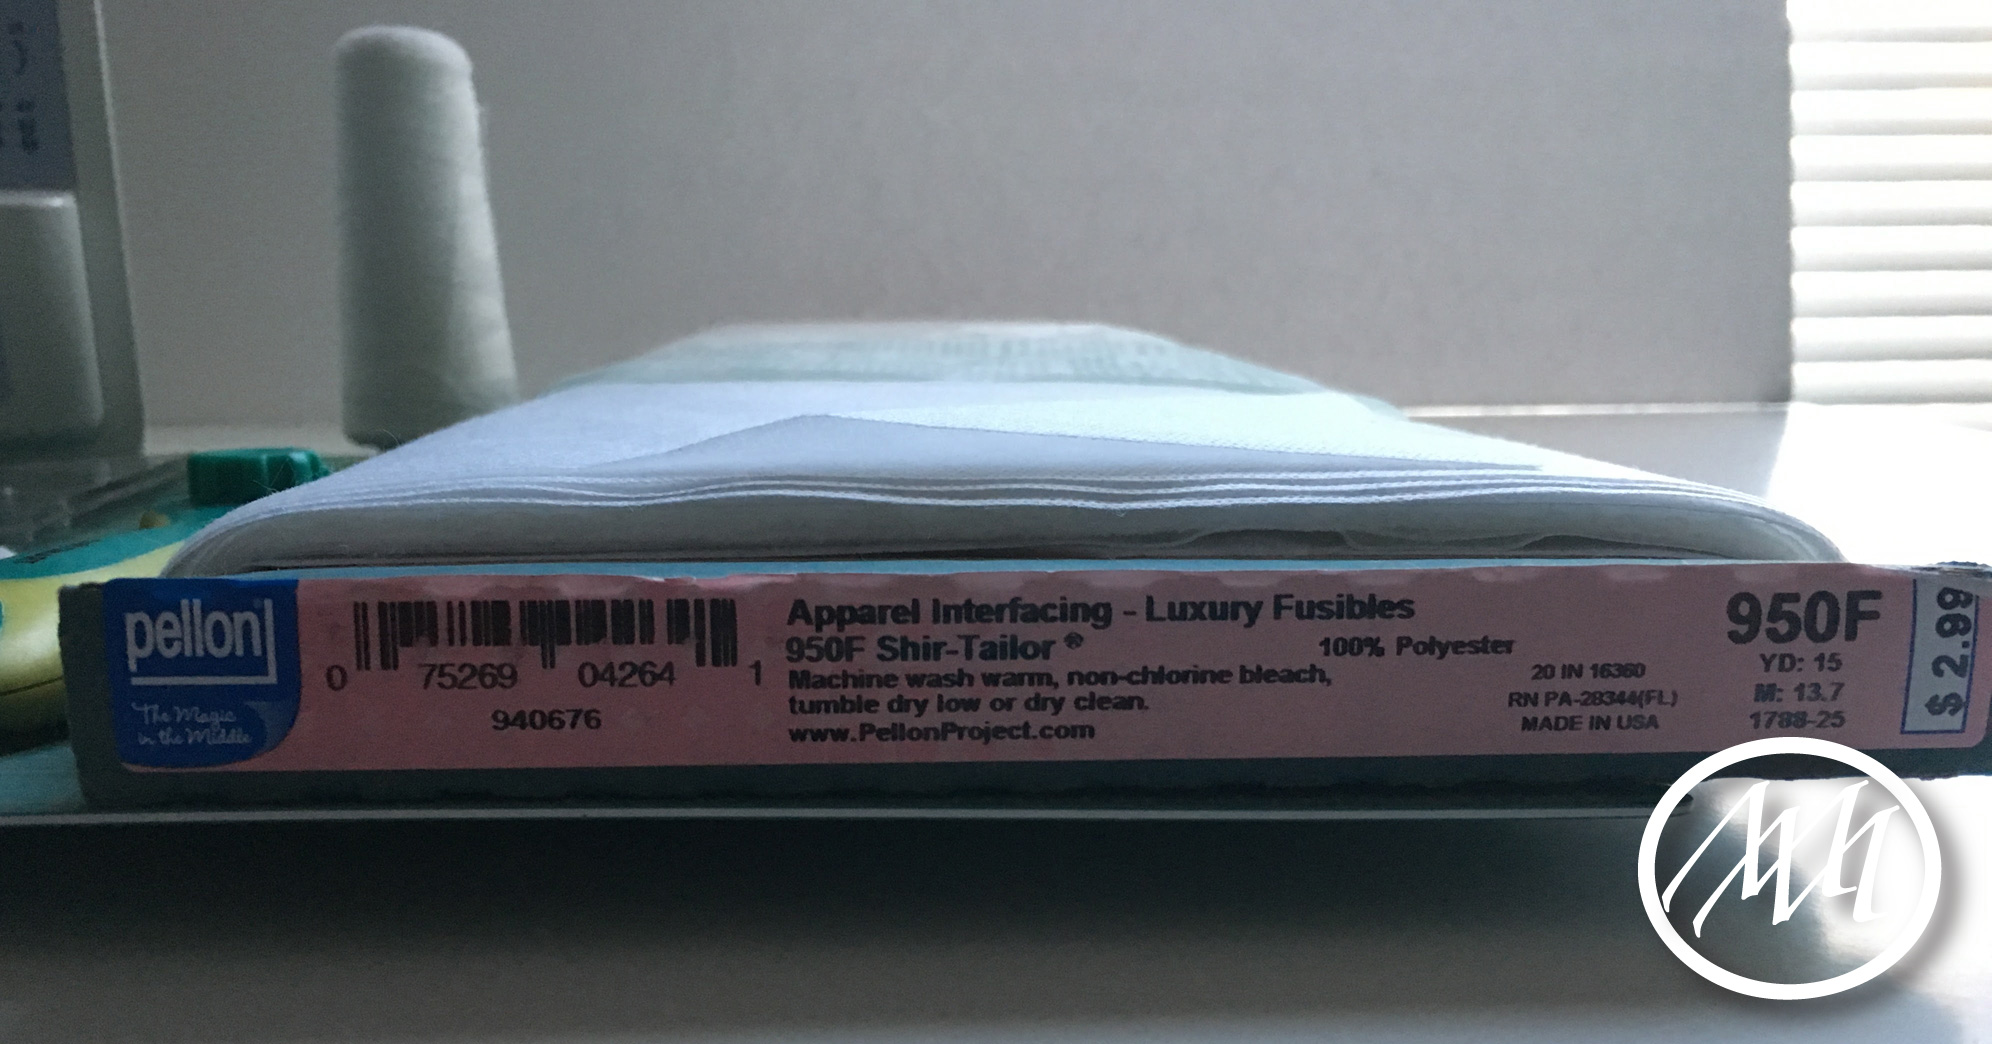 pellon®
The Magic
in the Middle
0 75269 04264 1
940676
Apparel Interfacing - Luxury Fusibles
950F Shir-Tailor ®
100% Polyester
Machine wash warm, non-chlorine bleach,
tumble dry low or dry clean.
www.PellonProject.com
20 IN 16360
RN PA-28344(FL)
MADE IN USA
950F
YD: 15
M: 13.7
1788-25
$2.99